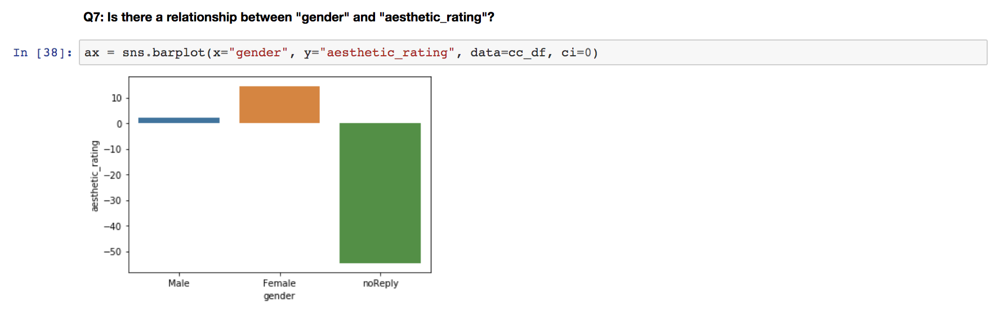 Q7: Is there a relationship between "gender" and "aesthetic_rating"?
In [38]: ax = sns.barplot(x="gender", y="aesthetic_rating", data=cc_df, ci=0)
10
0
−10
−20
−30
−40
−50
aesthetic_rating
Male Female noReply
gender